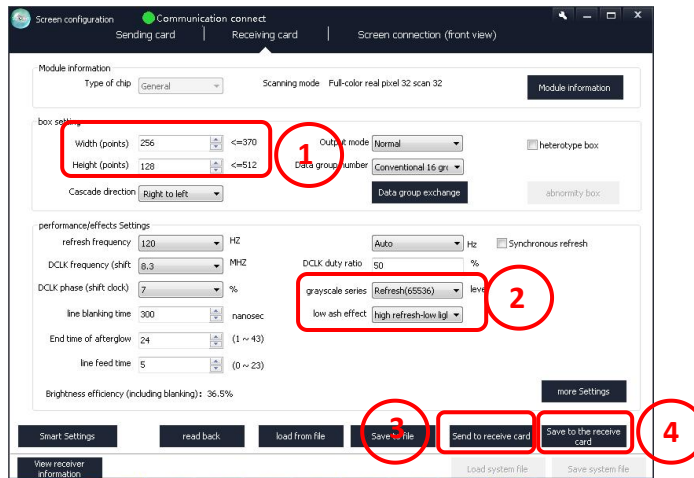 Screen configuration Communication connect
Sending card Receiving card Screen connection (front view)
Module information
Type of chip General Scanning mode Full-color real pixel 32 scan 32 Module information
box setting
Width (points) 256 <=370 Output mode Normal heterotype box
1
Height (points) 128 <=512 Data group number Conventional 16 gr
Cascade direction Right to left Data group exchange abnormity box
performance/effects Settings
refresh frequency 120 HZ Auto Hz Synchronous refresh
DCLK frequency (shift 8.3 MHZ DCLK duty ratio 50 %
DCLK phase (shift clock) 7 % grayscale series Refresh(65536) leve
2
line blanking time 300 nanosec low ash effect high refresh-low ligl
End time of afterglow 24 (1 ~ 43)
line feed time 5 (0 ~ 23)
Brightness efficiency (including blanking): 36.5% more Settings
3 4
Smart Settings read back load from file Save to file Send to receive card Save to the receive card
View receiver information Load system file Save system file